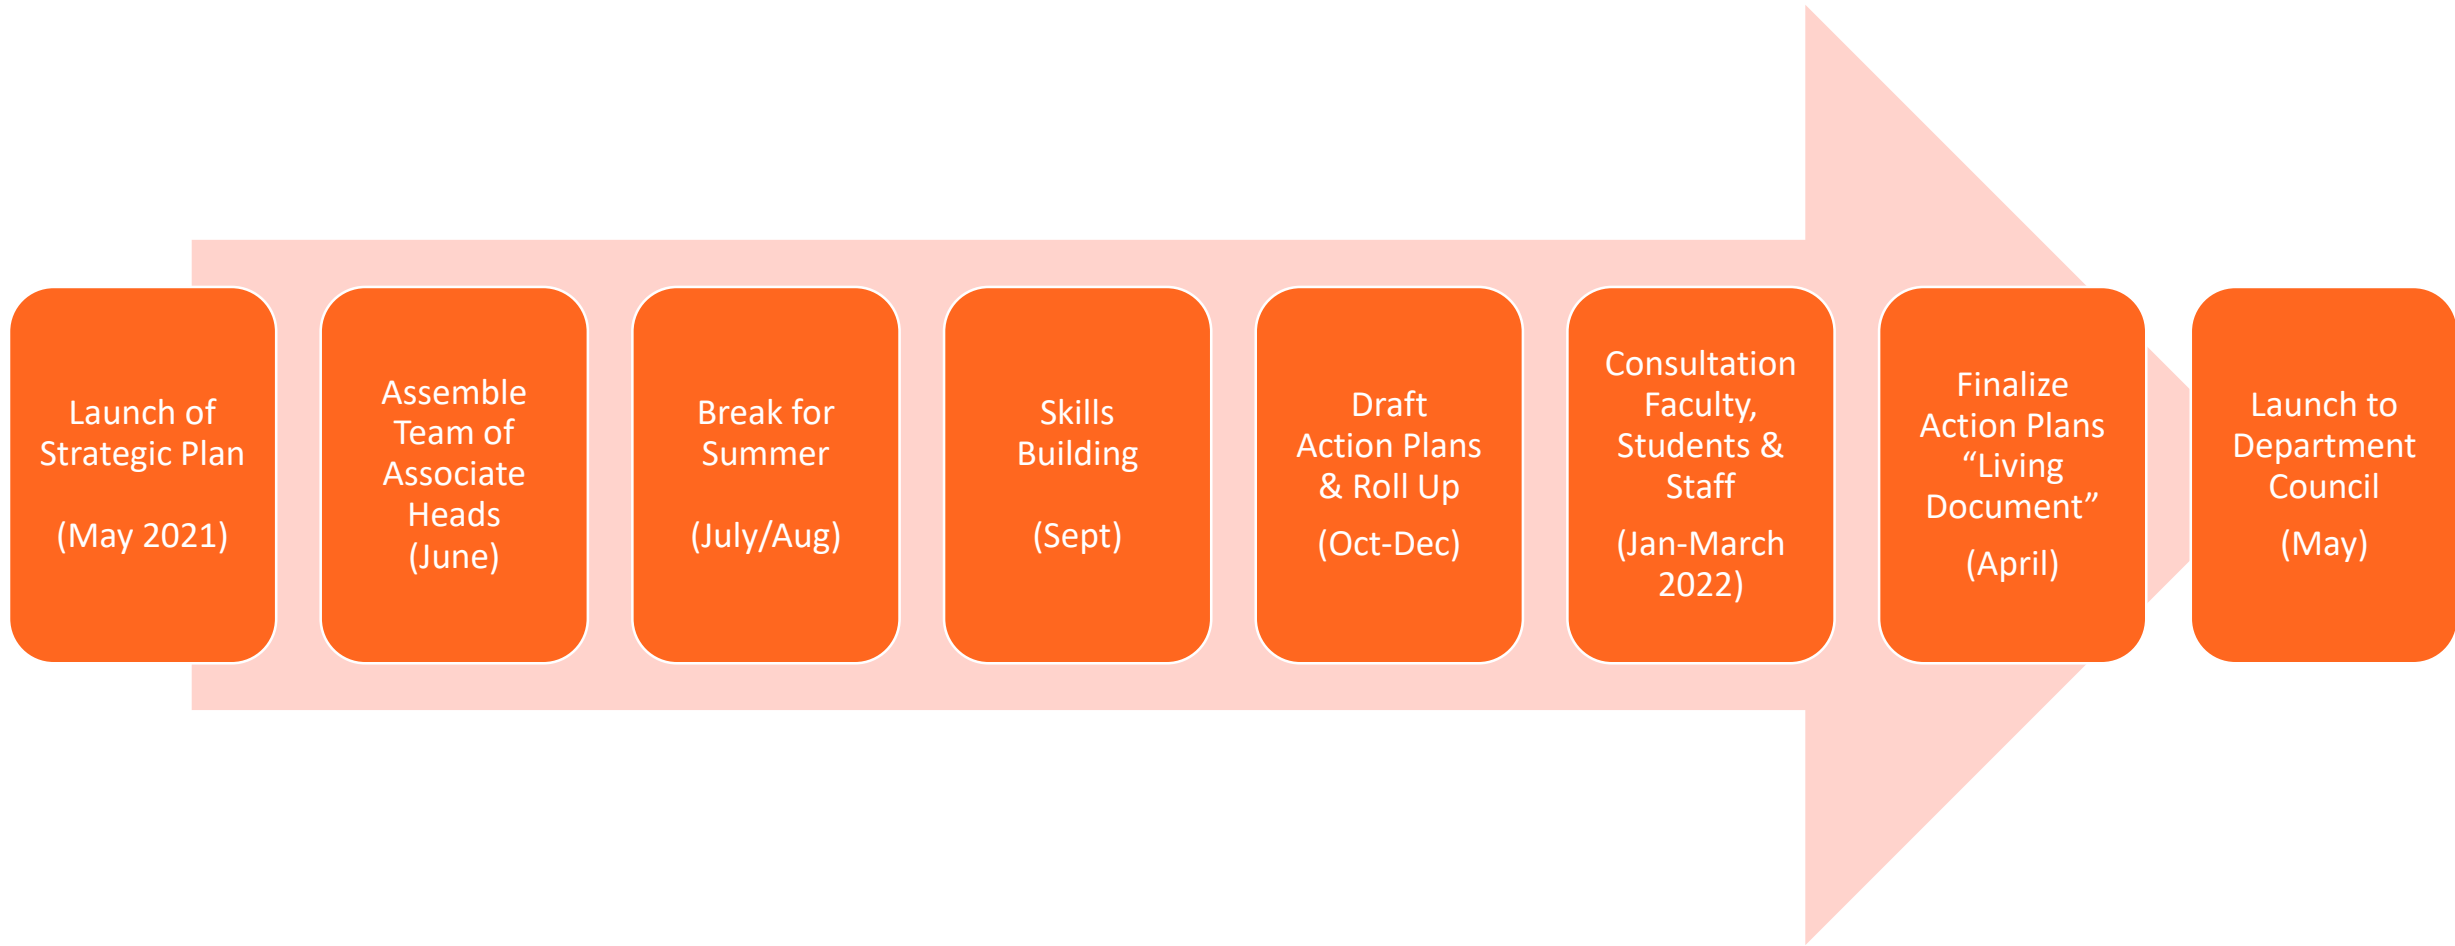 Launch of
Strategic Plan
(May 2021)
Assemble
Team of
Associate
Heads
(June)
Break for
Summer
(July/Aug)
Skills
Building
(Sept)
Draft
Action Plans
& Roll Up
(Oct-Dec)
Consultation
Faculty,
Students &
Staff
(Jan-March
2022)
Finalize
Action Plans
“Living
Document”
(April)
Launch to
Department
Council
(May)